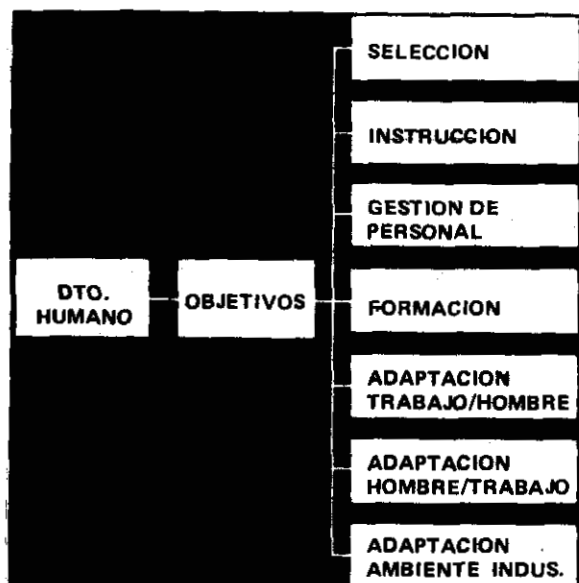 SELECCION
INSTRUCCION
GESTION DE
PERSONAL
DTO.
HUMANO
OBJETIVOS
FORMACION
ADAPTACION
TRABAJO/HOMBRE
ADAPTACION
HOMBRE/TRABAJO
ADAPTACION
AMBIENTE INDUS.